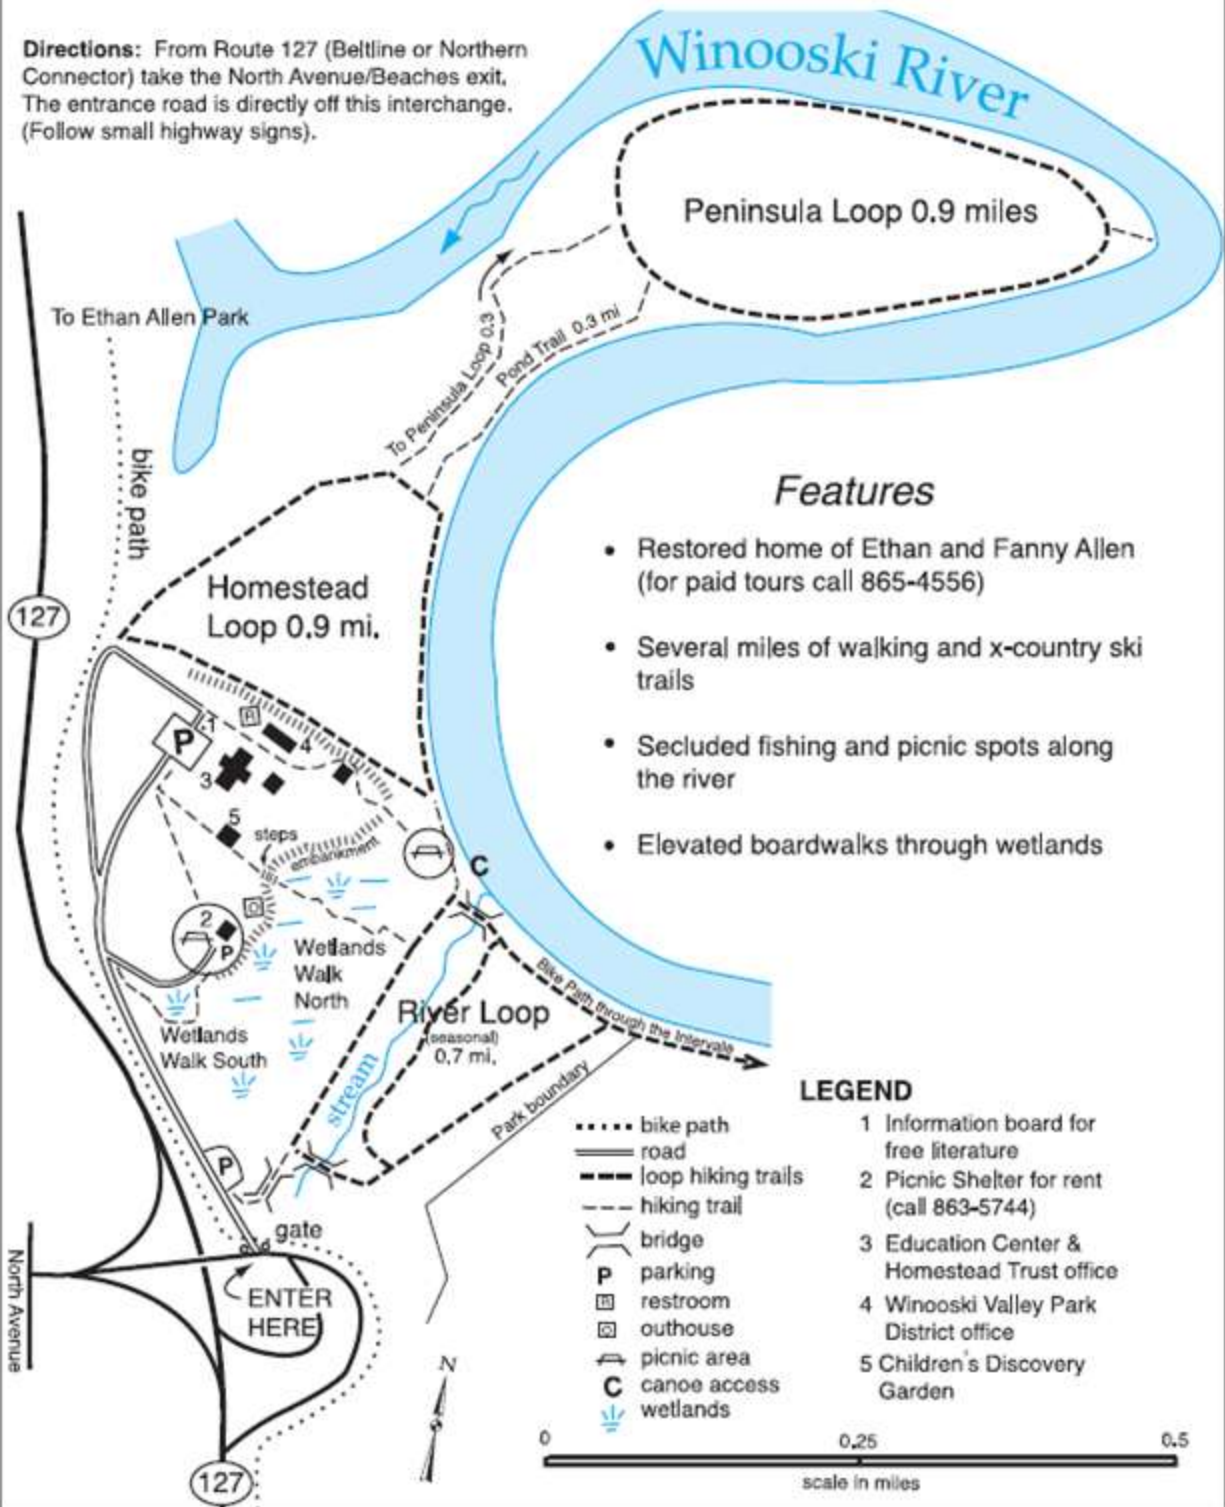 Directions: From Route 127 (Beltline or Northern
Connector) take the North Avenue/Beaches exit.
The entrance road is directly off this interchange.
(Follow small highway signs).
Winooski River
Peninsula Loop 0.9 miles
To Ethan Allen Park
To Peninsula Loop 0.3
Pond Trail 0.3 mi
bike path
127
Homestead
Loop 0.9 mi.
Features
• Restored home of Ethan and Fanny Allen
(for paid tours call 865-4556)
• Several miles of walking and x-country ski
trails
• Secluded fishing and picnic spots along
the river
• Elevated boardwalks through wetlands
1
R
P
4
3
5
steps
embankment
C
2
O
P
Wetlands
Walk
North
Wetlands
Walk South
River Loop
(seasonal)
0.7 mi.
stream
Bike Path through the Intervale
Park boundary
P
gate
ENTER
HERE
North Avenue
127
N
LEGEND
bike path
road
loop hiking trails
hiking trail
bridge
P parking
R restroom
O outhouse
picnic area
C canoe access
wetlands
1 Information board for
free literature
2 Picnic Shelter for rent
(call 863-5744)
3 Education Center &
Homestead Trust office
4 Winooski Valley Park
District office
5 Children's Discovery
Garden
0 0.25 0.5
scale in miles